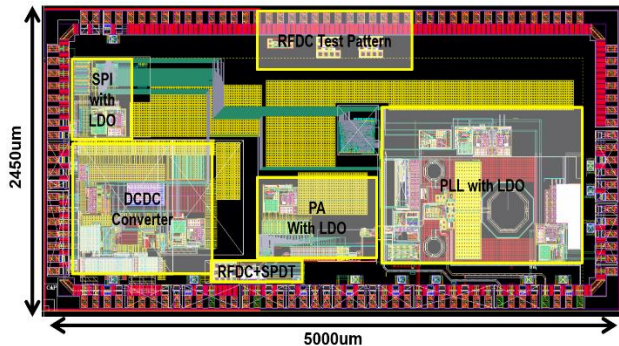 RFDC Test Pattern
SPI
with
LDO
DCDC
Converter
PA
With LDO
PLL with LDO
RFDC+SPDT
2450um
5000um